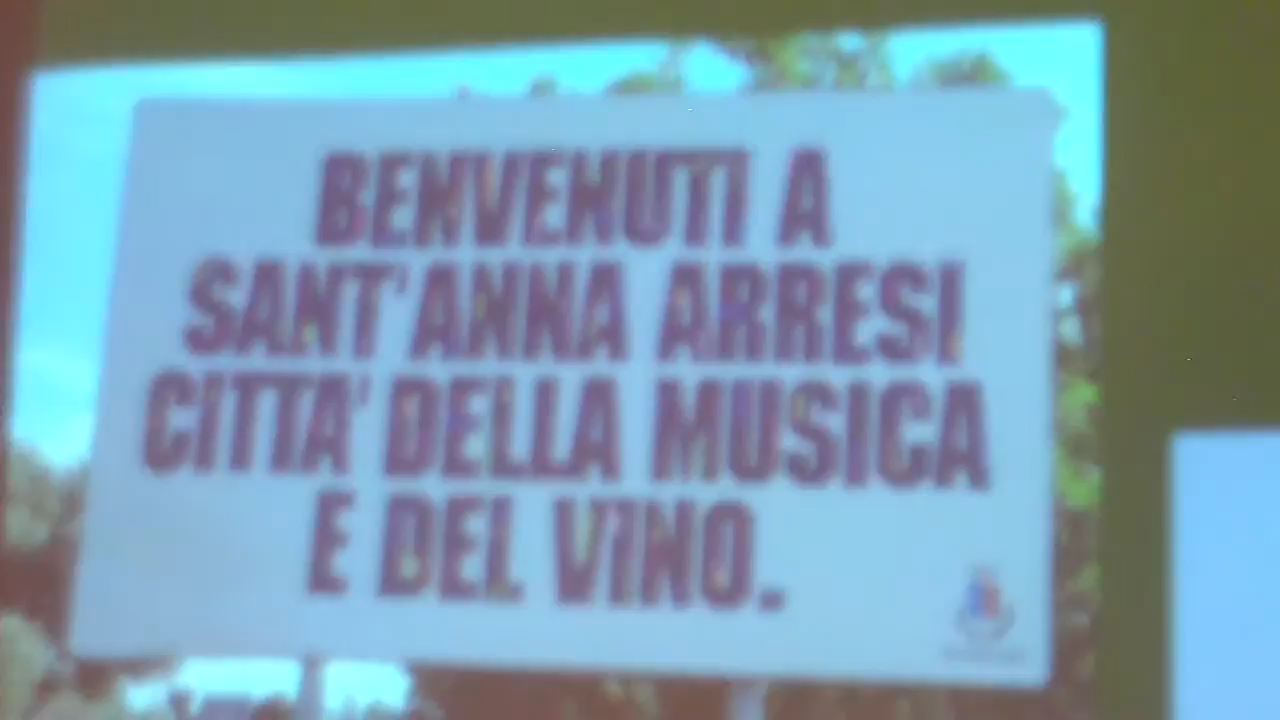 BENVENUTI A
SANT'ANNA ARRESI
CITTA' DELLA MUSICA
E DEL VINO.